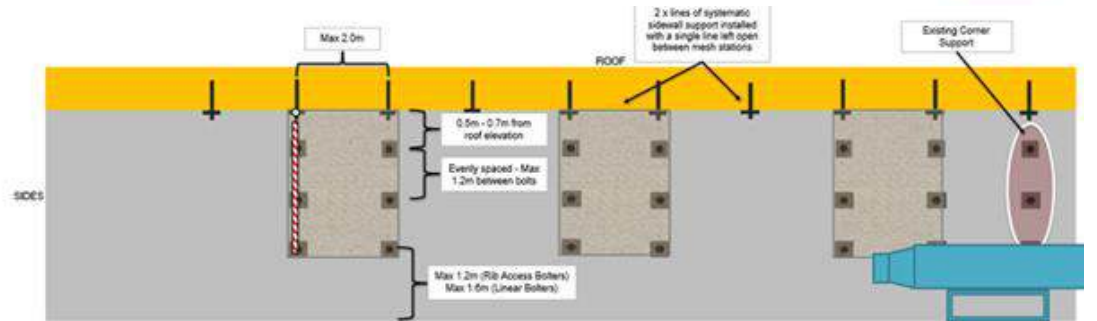 2 x lines of systematic
sidewall support installed
with a single line left open
between mesh stations
Max 2.0m
Existing Corner
Support
ROOF
0.5m - 0.7m from
roof elevation
Evenly spaced - Max
1.2m between bolts
SIDES
Max 1.2m (Rib Access Bolters)
Max 1.6m (Linear Bolters)